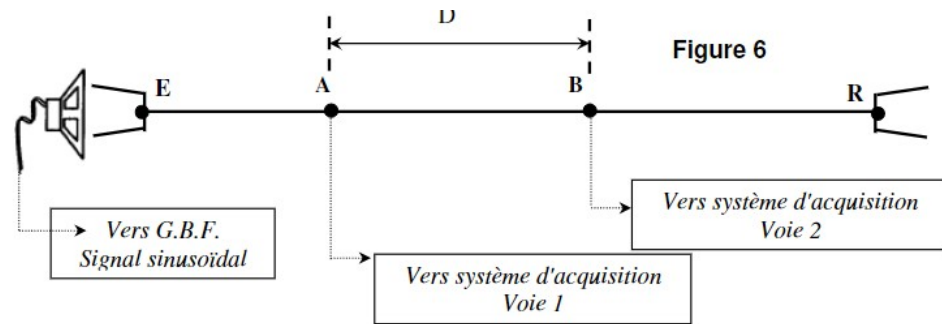 D
Figure 6
E
A
B
R
Vers système d'acquisition
Voie 2
Vers G.B.F.
Signal sinusoïdal
Vers système d'acquisition
Voie 1